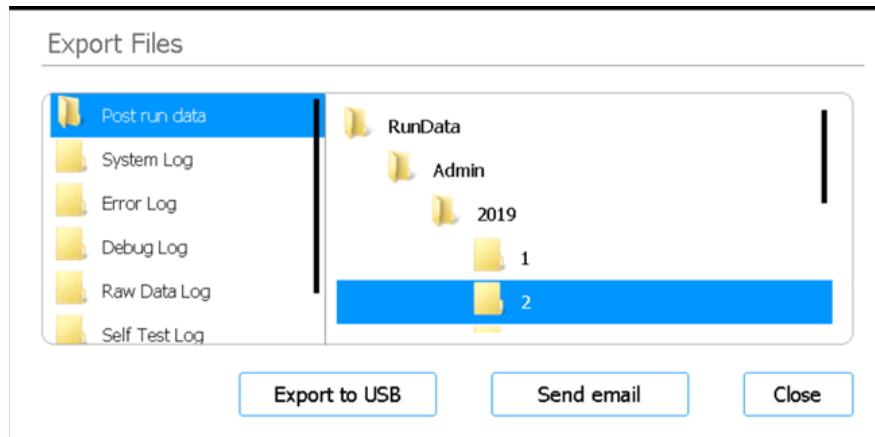 Export Files
Post run data
System Log
Error Log
Debug Log
Raw Data Log
Self Test Log
RunData
Admin
2019
1
2
Export to USB
Send email
Close